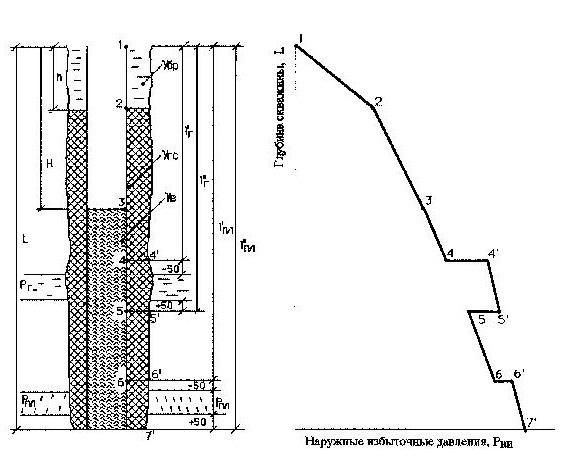 1
h
γбр
2
H
γгс
3
γв
L
4
4'
-50
Pг
+50
5
5'
6
6'
-50
Pпл
Pпл
+50
7'
l'г
l"г
l'пл
l"пл
Глубина скважины, L
1
2
3
4
4'
5
5'
6
6'
7'
Наружные избыточные давления, Pни